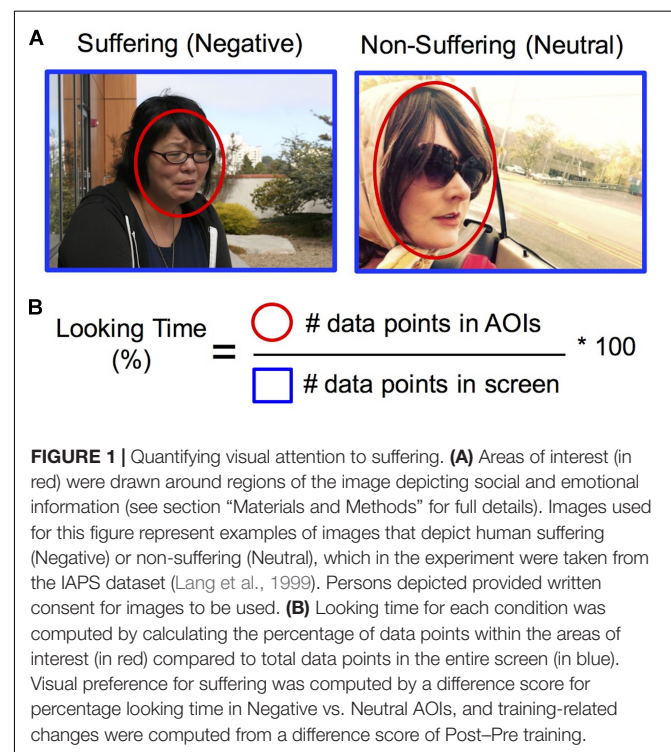 A
Suffering (Negative)
Non-Suffering (Neutral)
B
Looking Time
(%)
=
# data points in AOIs
# data points in screen
* 100
FIGURE 1 | Quantifying visual attention to suffering. (A) Areas of interest (in
red) were drawn around regions of the image depicting social and emotional
information (see section “Materials and Methods” for full details). Images used
for this figure represent examples of images that depict human suffering
(Negative) or non-suffering (Neutral), which in the experiment were taken from
the IAPS dataset (Lang et al., 1999). Persons depicted provided written
consent for images to be used. (B) Looking time for each condition was
computed by calculating the percentage of data points within the areas of
interest (in red) compared to total data points in the entire screen (in blue).
Visual preference for suffering was computed by a difference score for
percentage looking time in Negative vs. Neutral AOIs, and training-related
changes were computed from a difference score of Post–Pre training.